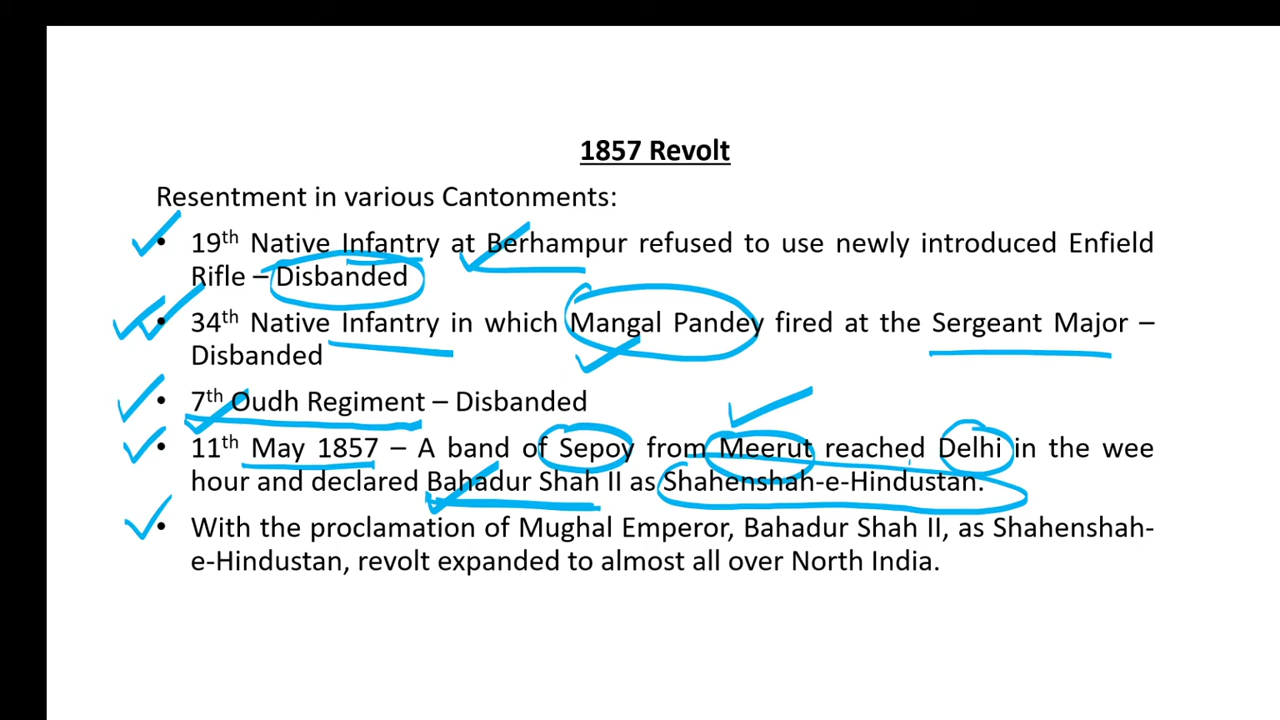 1857 Revolt
Resentment in various Cantonments:
• 19th Native Infantry at Berhampur refused to use newly introduced Enfield
Rifle – Disbanded
• 34th Native Infantry in which Mangal Pandey fired at the Sergeant Major –
Disbanded
• 7th Oudh Regiment – Disbanded
• 11th May 1857 – A band of Sepoy from Meerut reached Delhi in the wee
hour and declared Bahadur Shah II as Shahenshah-e-Hindustan.
• With the proclamation of Mughal Emperor, Bahadur Shah II, as Shahenshah-
e-Hindustan, revolt expanded to almost all over North India.